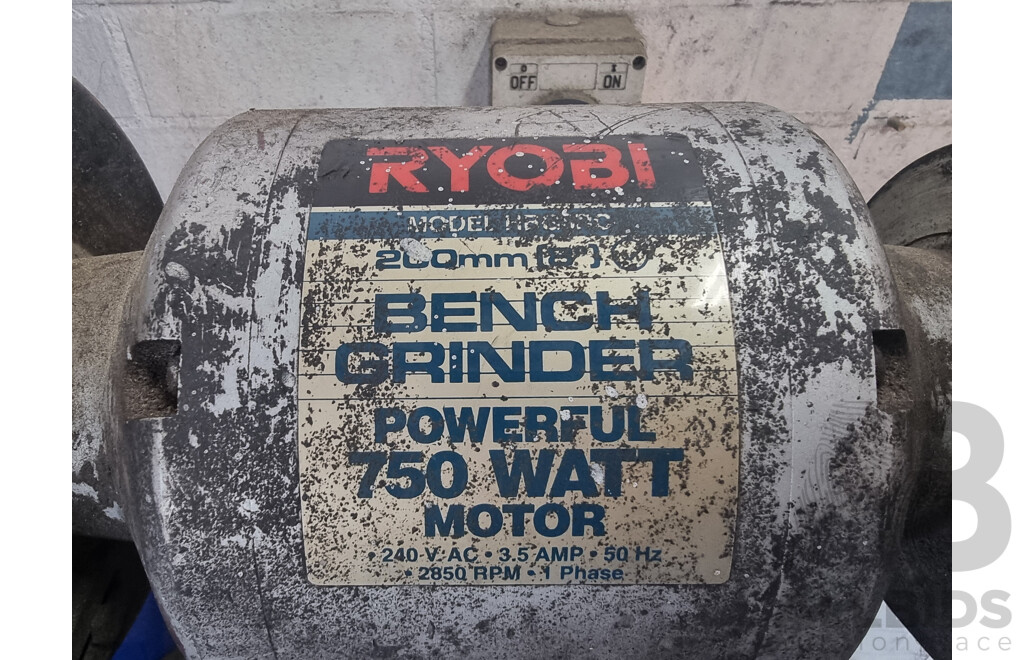 O I
OFF ON
RYOBI
MODEL
200mm (8")
BENCH
GRINDER
POWERFUL
750 WATT
MOTOR
• 240 V AC • 3.5 AMP • 50 Hz
• 2850 RPM • 1 Phase